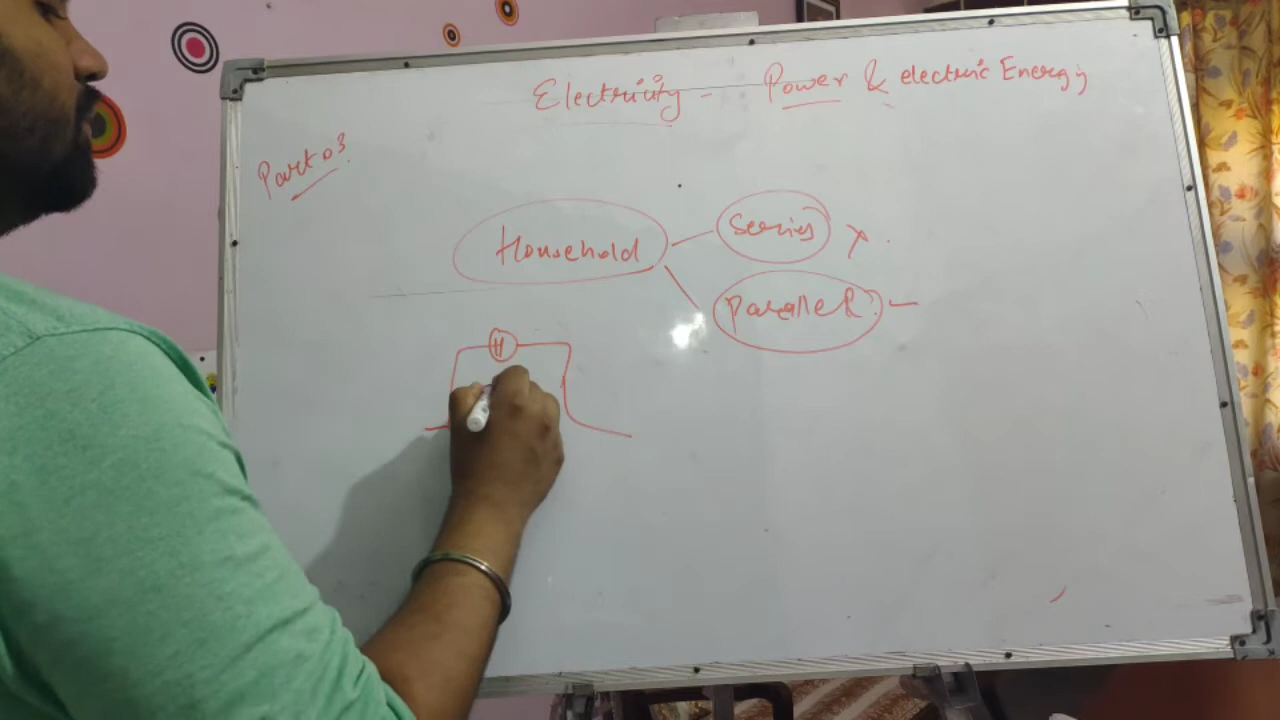 Electricity - Power & electric Energy
Part 03
Household
Series x
Parallel -